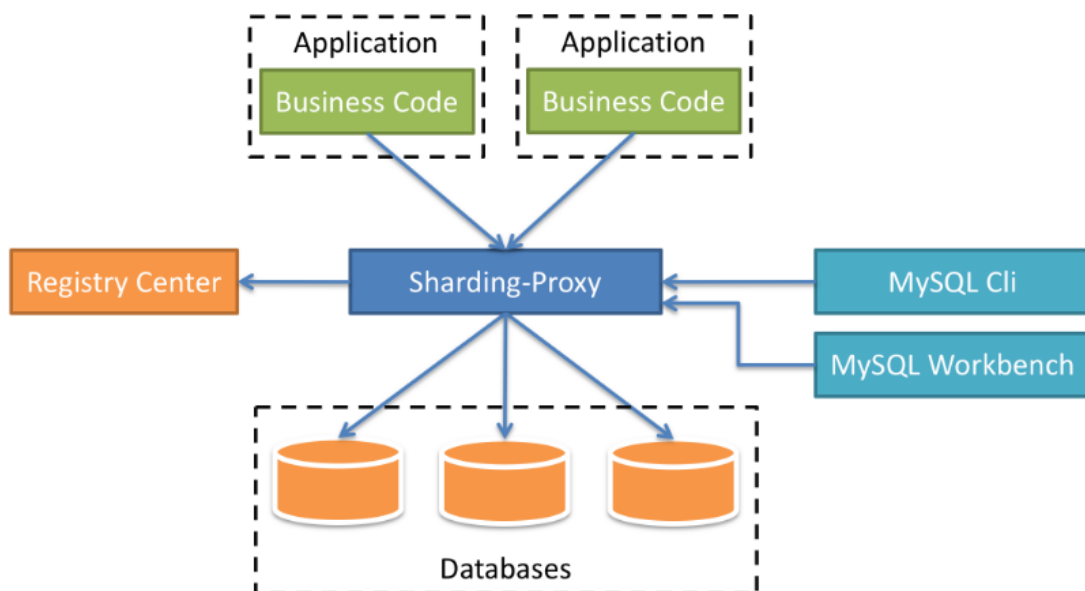 Application
Application
Business Code
Business Code
Registry Center
Sharding-Proxy
MySQL Cli
MySQL Workbench
Databases